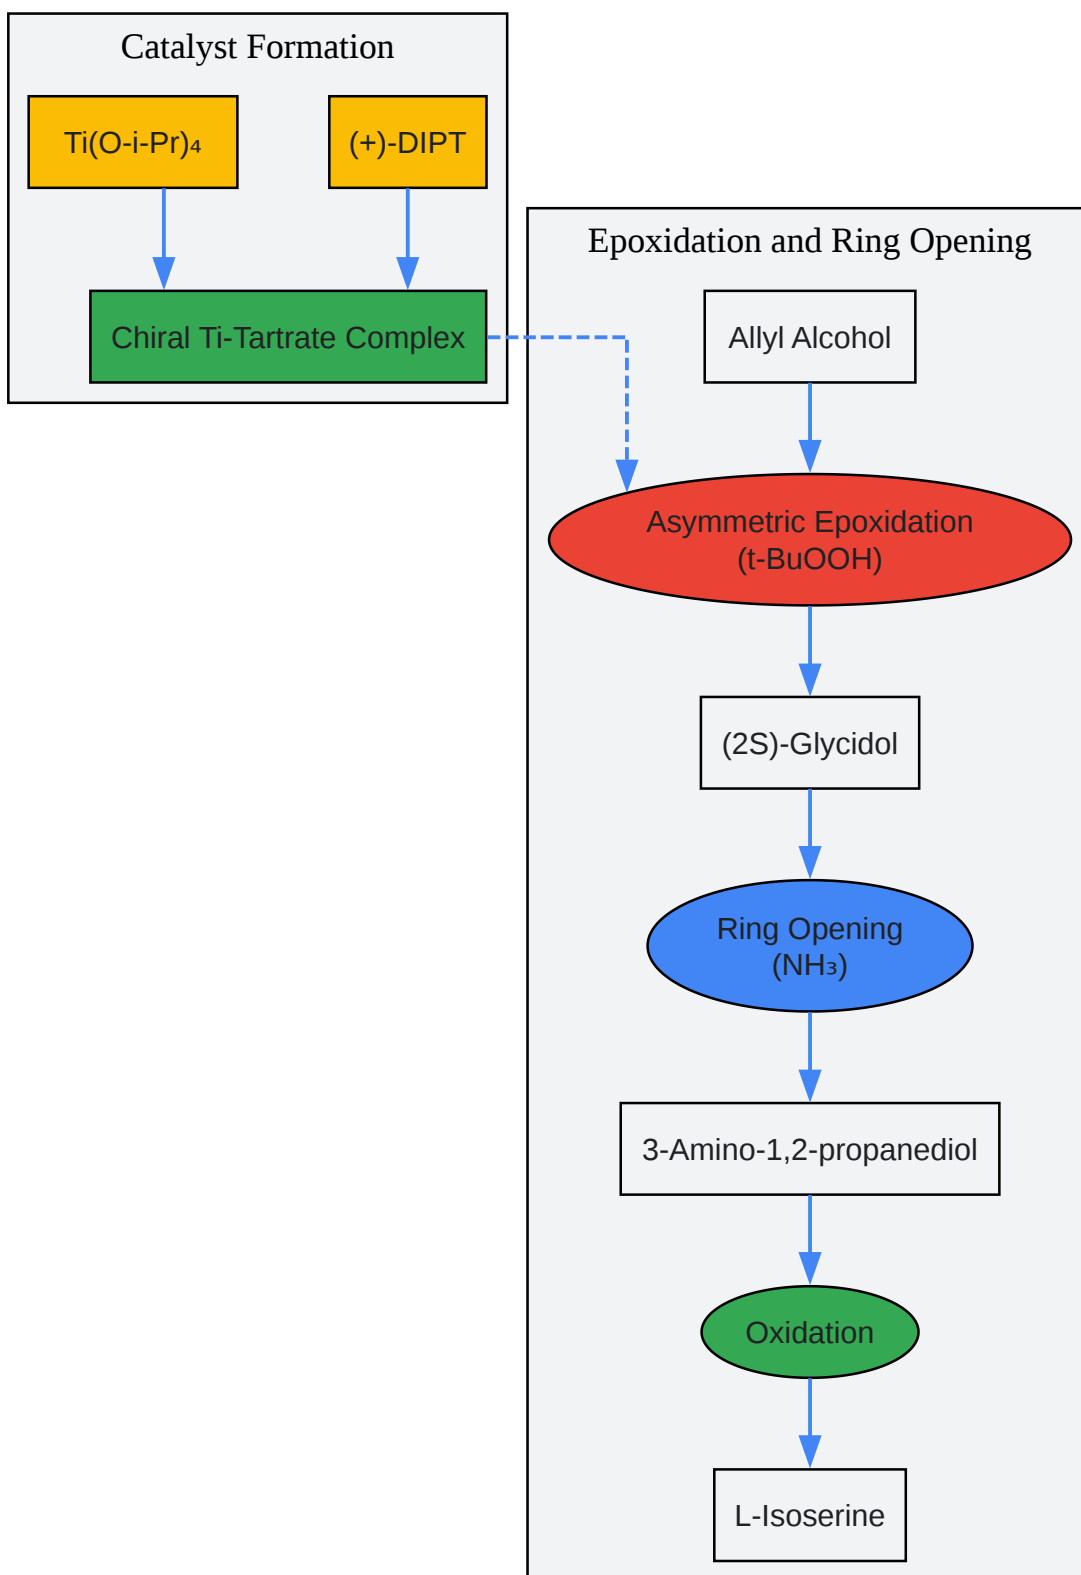 Catalyst Formation
Ti(O-i-Pr)₄
(+)-DIPT
Chiral Ti-Tartrate Complex
Epoxidation and Ring Opening
Allyl Alcohol
Asymmetric Epoxidation
(t-BuOOH)
(2S)-Glycidol
Ring Opening
(NH₃)
3-Amino-1,2-propanediol
Oxidation
L-Isoserine